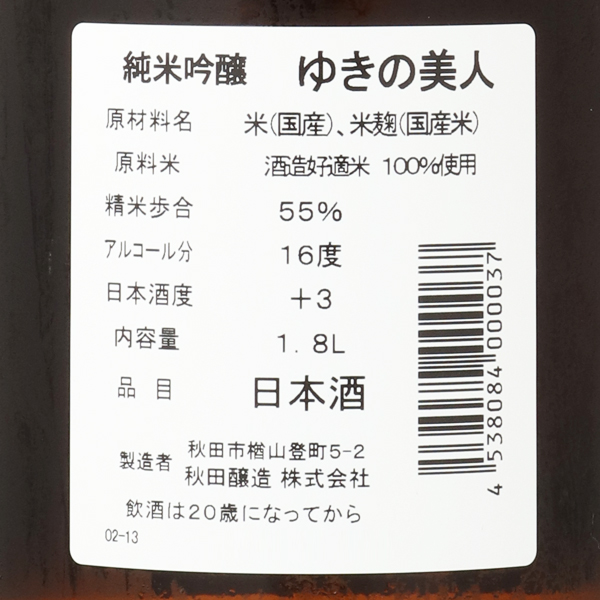 純米吟醸 ゆきの美人
原材料名 米(国産)、米麹(国産米)
原料米 酒造好適米 100%使用
精米歩合 55%
アルコール分 16度
日本酒度 +3
内容量 1.8L
品目 日本酒
製造者 秋田市楢山登町5-2
秋田醸造 株式会社
飲酒は20歳になってから
02-13
4 538084 000037